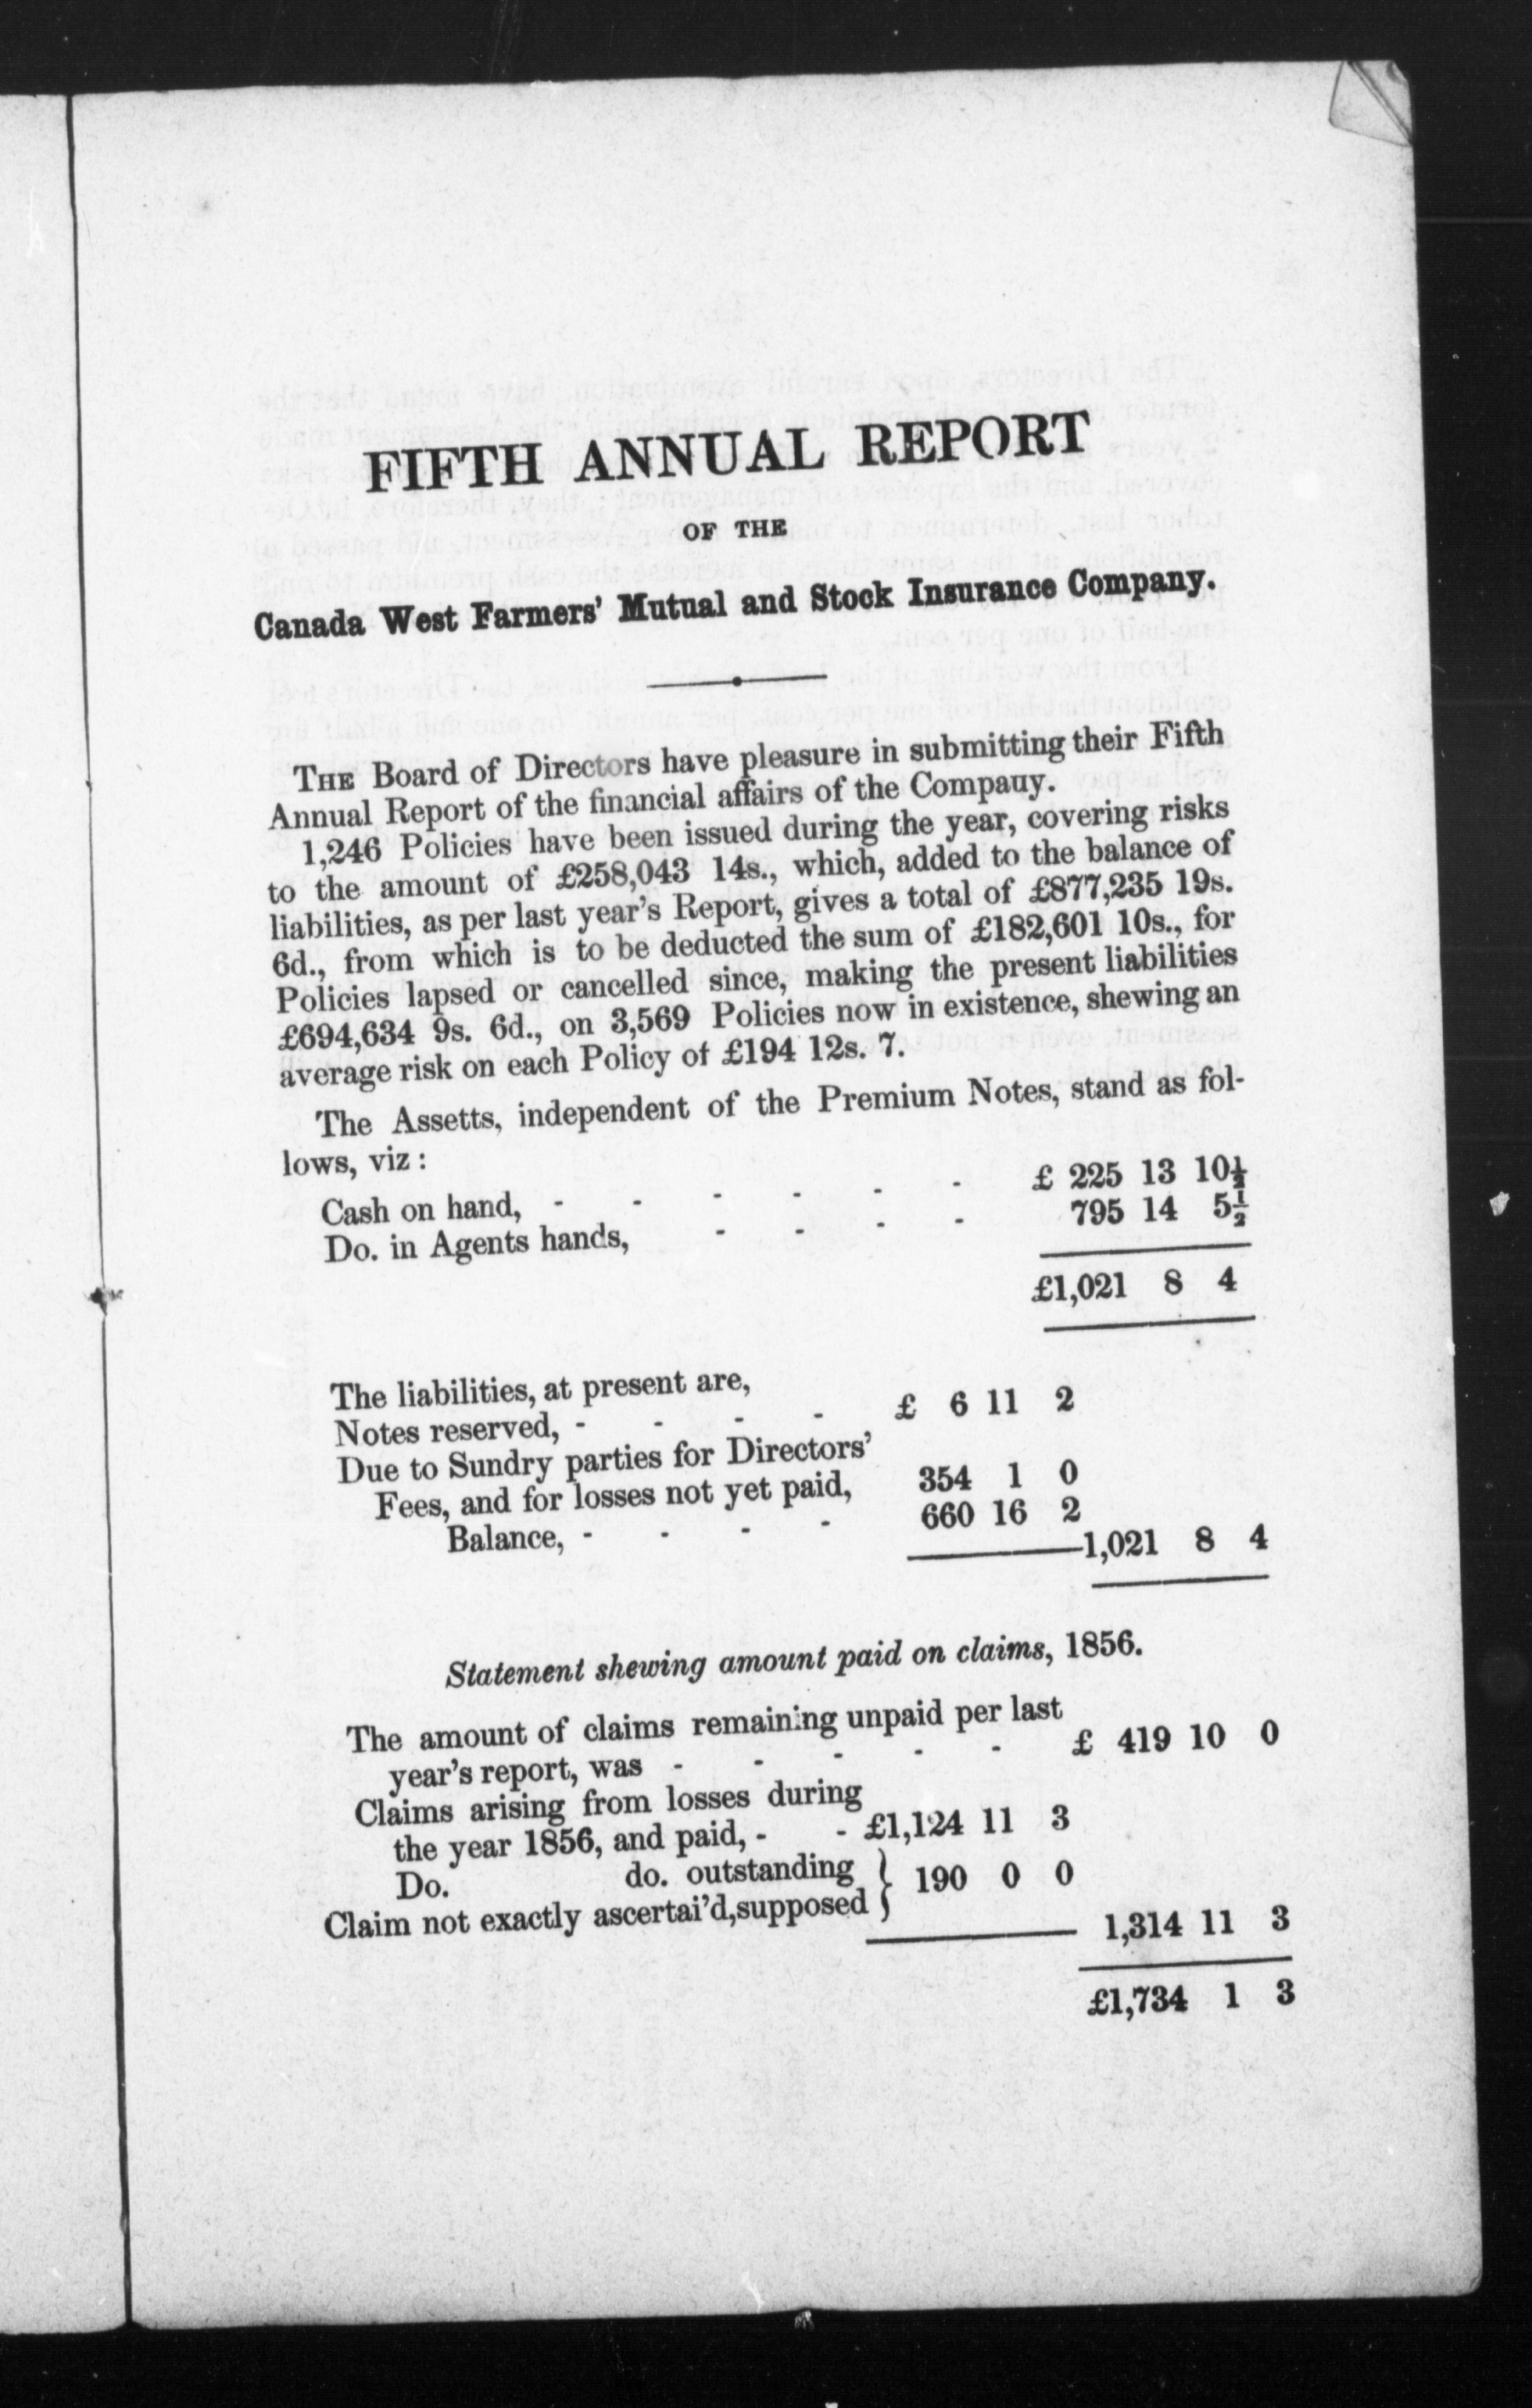 FIFTH ANNUAL REPORT
OF THE
Canada West Farmers' Mutual and Stock Insurance Company.
THE Board of Directors have pleasure in submitting their Fifth
Annual Report of the financial affairs of the Company.
1,246 Policies have been issued during the year, covering risks
to the amount of £258,043 14s., which, added to the balance of
liabilities, as per last year's Report, gives a total of £877,235 19s.
6d., from which is to be deducted the sum of £182,601 10s., for
Policies lapsed or cancelled since, making the present liabilities
£694,634 9s. 6d., on 3,569 Policies now in existence, shewing an
average risk on each Policy of £194 12s. 7.
The Assetts, independent of the Premium Notes, stand as fol-
lows, viz:
Cash on hand, - - - - - - £ 225 13 10½
Do. in Agents hands, - - - - 795 14 5½
£1,021 8 4
The liabilities, at present are,
Notes reserved, - - - - £ 6 11 2
Due to Sundry parties for Directors'
Fees, and for losses not yet paid, 354 1 0
Balance, - - - - 660 16 2
1,021 8 4
Statement shewing amount paid on claims, 1856.
The amount of claims remaining unpaid per last
year's report, was - - - - - £ 419 10 0
Claims arising from losses during
the year 1856, and paid, - - £1,124 11 3
Do. do. outstanding } 190 0 0
Claim not exactly ascertai'd, supposed
1,314 11 3
£1,734 1 3